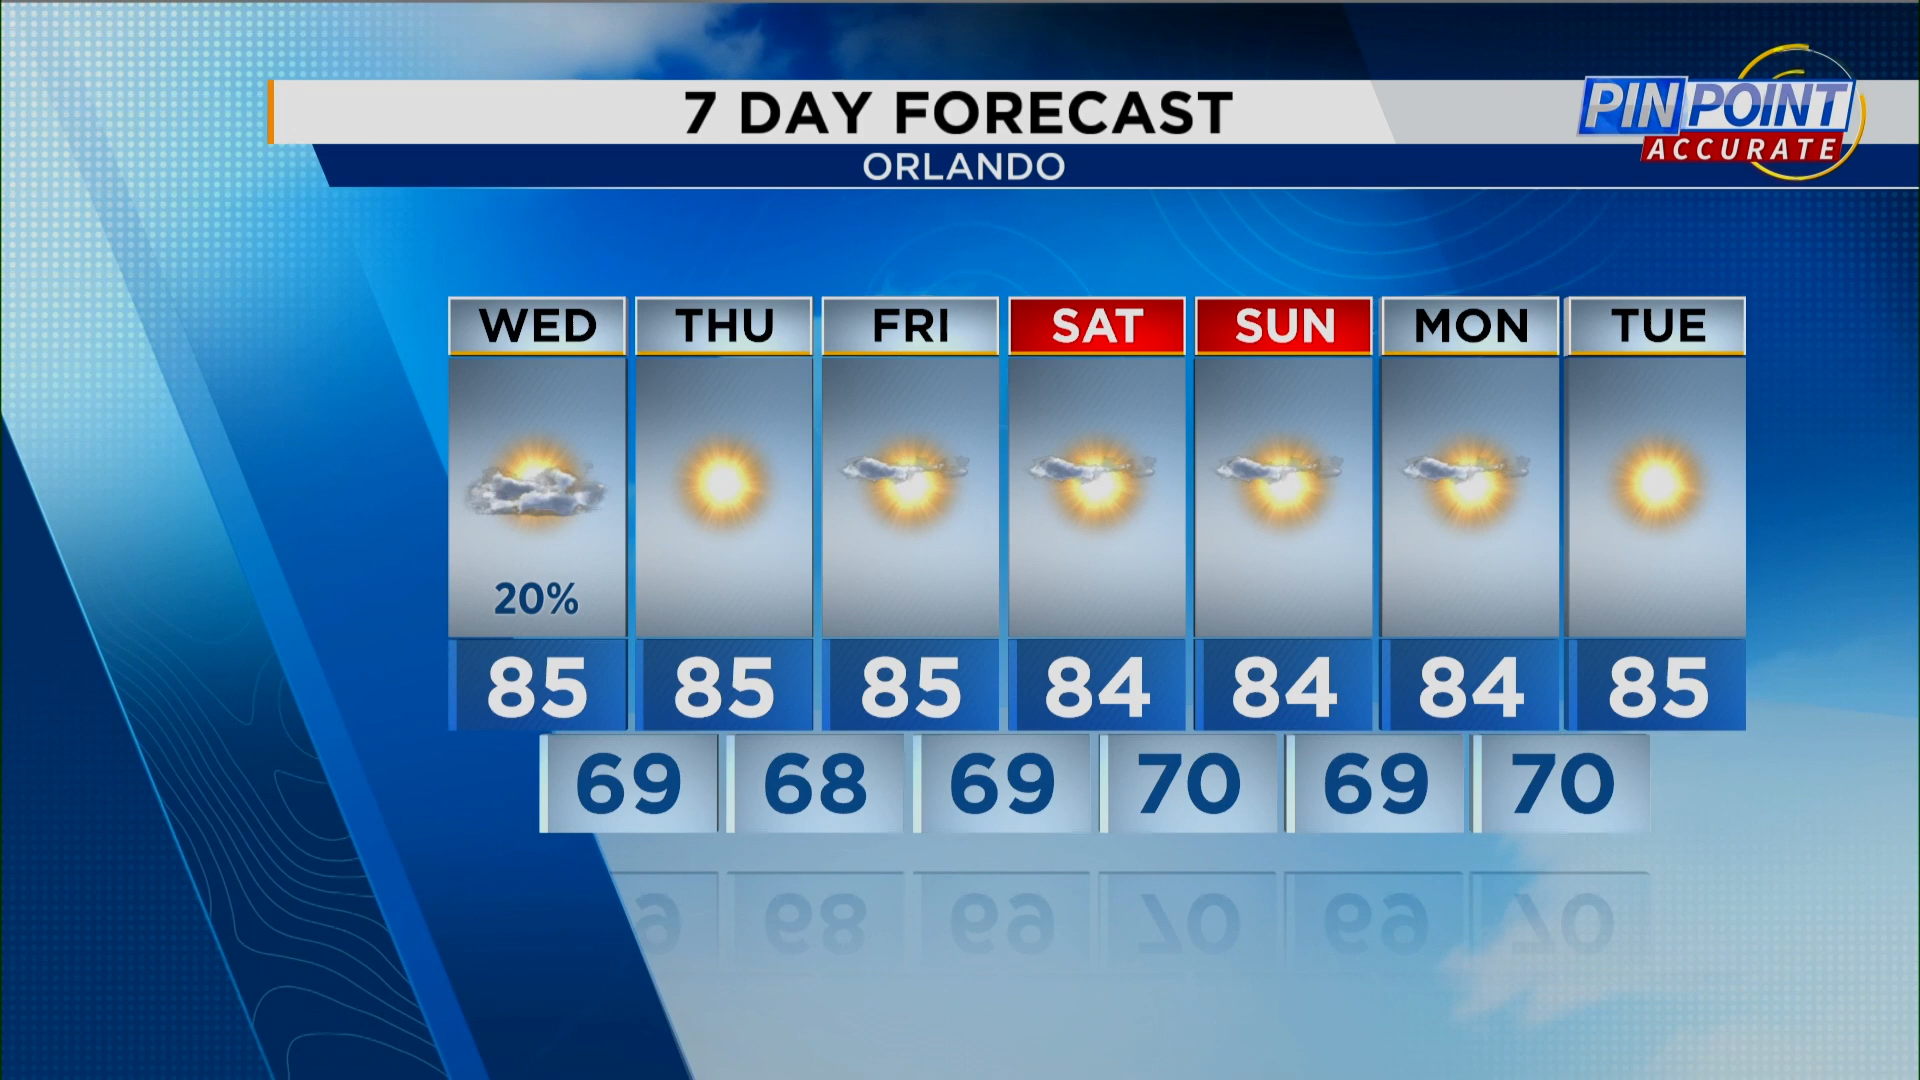 7 DAY FORECAST
ORLANDO
PINPOINT
ACCURATE
WED THU FRI SAT SUN MON TUE
20%
85 85 85 84 84 84 85
69 68 69 70 69 70